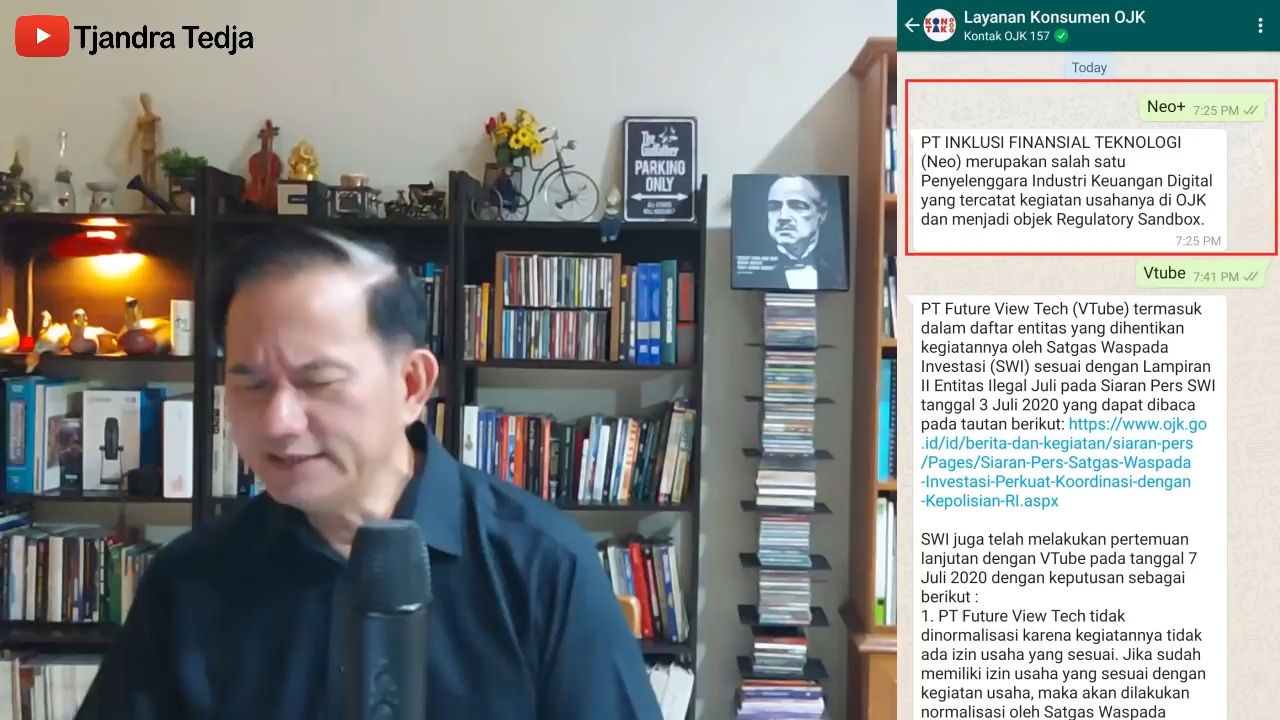 Tjandra Tedja
The
Godfather
PARKING
ONLY
KONTAK
Layanan Konsumen OJK
Kontak OJK 157
Today
Neo+ 7:25 PM
PT INKLUSI FINANSIAL TEKNOLOGI
(Neo) merupakan salah satu
Penyelenggara Industri Keuangan Digital
yang tercatat kegiatan usahanya di OJK
dan menjadi objek Regulatory Sandbox.
7:25 PM
Vtube 7:41 PM
PT Future View Tech (VTube) termasuk
dalam daftar entitas yang dihentikan
kegiatannya oleh Satgas Waspada
Investasi (SWI) sesuai dengan Lampiran
II Entitas Ilegal Juli pada Siaran Pers SWI
tanggal 3 Juli 2020 yang dapat dibaca
pada tautan berikut: https://www.ojk.go
.id/id/berita-dan-kegiatan/siaran-pers
/Pages/Siaran-Pers-Satgas-Waspada
-Investasi-Perkuat-Koordinasi-dengan
-Kepolisian-RI.aspx
SWI juga telah melakukan pertemuan
lanjutan dengan VTube pada tanggal 7
Juli 2020 dengan keputusan sebagai
berikut :
1. PT Future View Tech tidak
dinormalisasi karena kegiatannya tidak
ada izin usaha yang sesuai. Jika sudah
memiliki izin usaha yang sesuai dengan
kegiatan usaha, maka akan dilakukan
normalisasi oleh Satgas Waspada